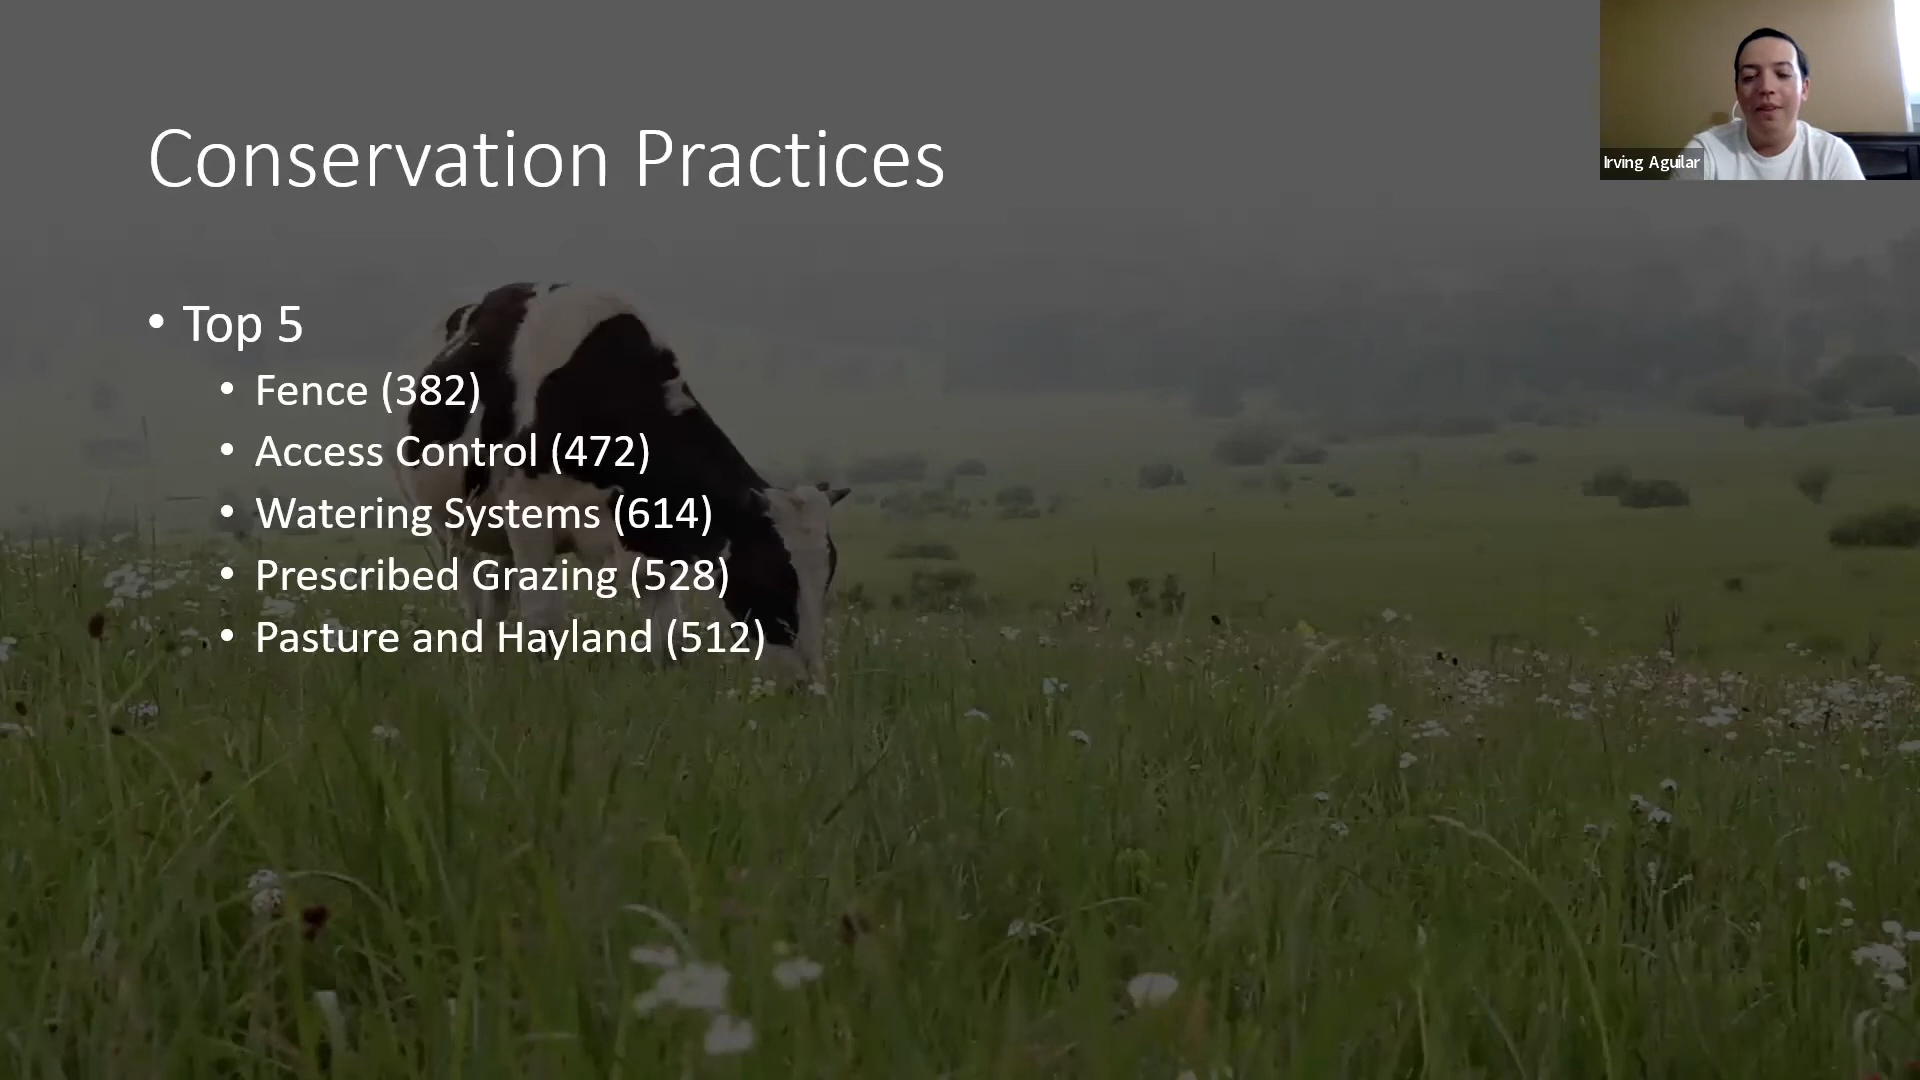 Conservation Practices
Irving Aguilar
• Top 5
• Fence (382)
• Access Control (472)
• Watering Systems (614)
• Prescribed Grazing (528)
• Pasture and Hayland (512)